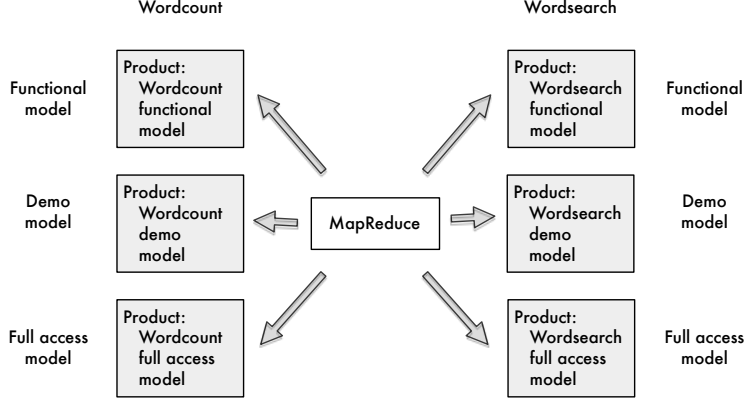 Wordcount
Wordsearch
Functional
model
Product:
Wordcount
functional
model
Product:
Wordsearch
functional
model
Functional
model
Demo
model
Product:
Wordcount
demo
model
MapReduce
Product:
Wordsearch
demo
model
Demo
model
Full access
model
Product:
Wordcount
full access
model
Product:
Wordsearch
full access
model
Full access
model